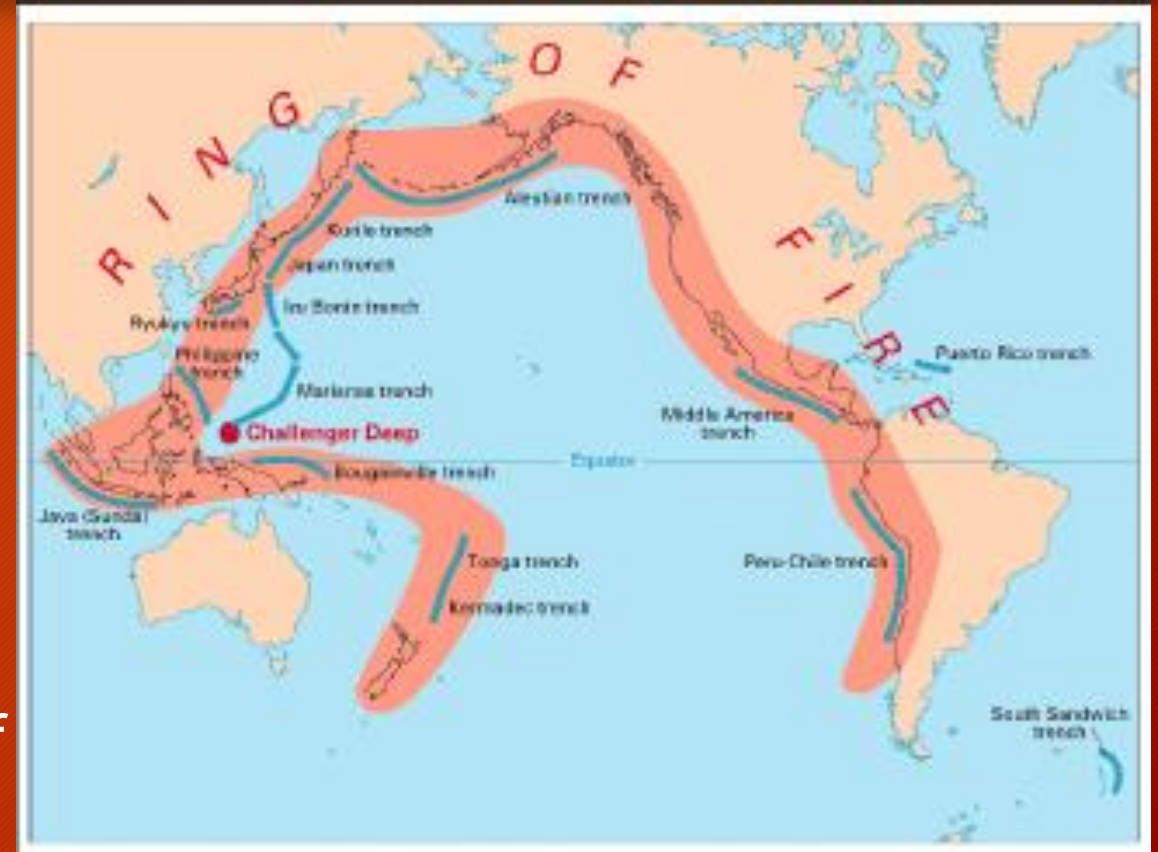 RING OF FIRE
Aleutian trench
Kurile trench
Japan trench
Izu Bonin trench
Ryukyu trench
Philippine
trench
Marianas trench
Challenger Deep
Bougainville trench
Equator
Java (Sunda)
trench
Tonga trench
Kermadec trench
Middle America
trench
Puerto Rico trench
Peru-Chile trench
South Sandwich
trench
f